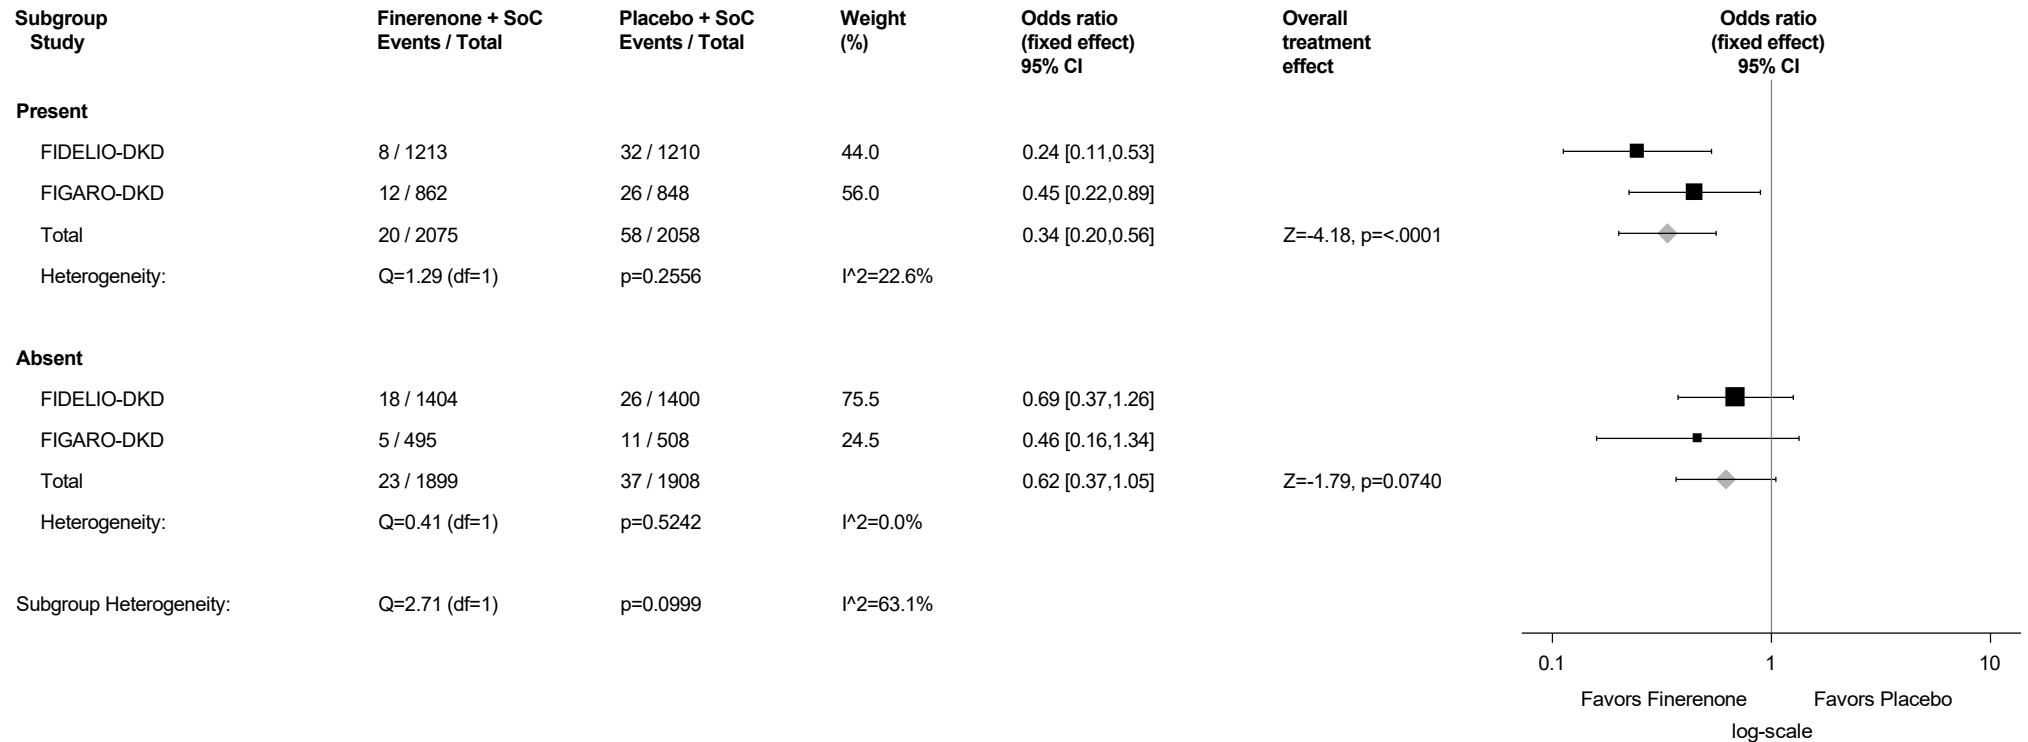 Subgroup Finerenone + SoC Placebo + SoC Weight Odds ratio Overall Odds ratio
Study Events / Total Events / Total (%) (fixed effect) treatment (fixed effect)
95% CI effect 95% CI
Present
FIDELIO-DKD 8 / 1213 32 / 1210 44.0 0.24 [0.11,0.53]
FIGARO-DKD 12 / 862 26 / 848 56.0 0.45 [0.22,0.89]
Total 20 / 2075 58 / 2058 0.34 [0.20,0.56] Z=-4.18, p=<.0001
Heterogeneity: Q=1.29 (df=1) p=0.2556 I^2=22.6%
Absent
FIDELIO-DKD 18 / 1404 26 / 1400 75.5 0.69 [0.37,1.26]
FIGARO-DKD 5 / 495 11 / 508 24.5 0.46 [0.16,1.34]
Total 23 / 1899 37 / 1908 0.62 [0.37,1.05] Z=-1.79, p=0.0740
Heterogeneity: Q=0.41 (df=1) p=0.5242 I^2=0.0%
Subgroup Heterogeneity: Q=2.71 (df=1) p=0.0999 I^2=63.1%
0.1 1 10
Favors Finerenone Favors Placebo
log-scale